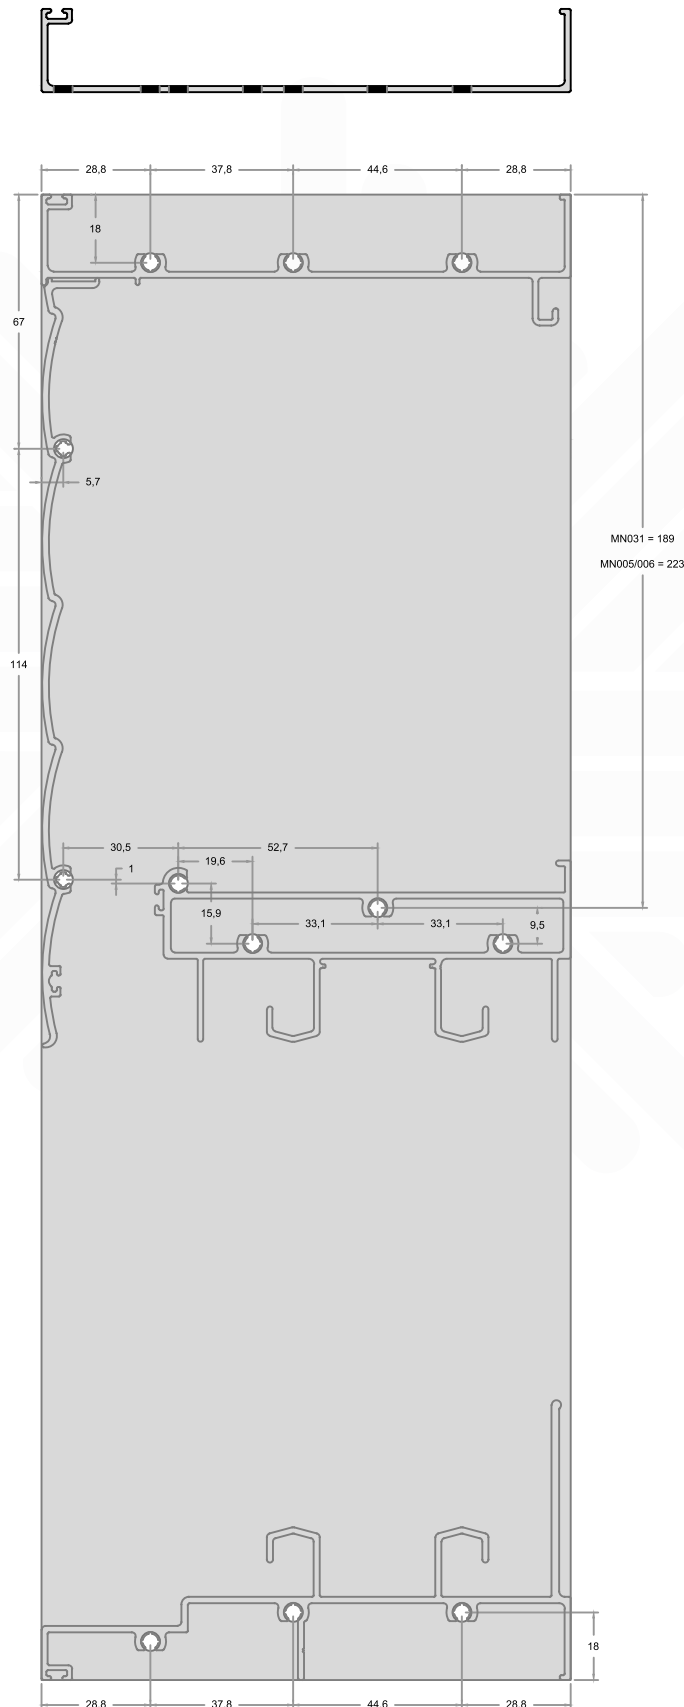 28,8 37,8 44,6 28,8
18
67
5,7
MN031 = 189
MN005/006 = 223
114
30,5 52,7
1 19,6
15,9 33,1 33,1 9,5
18
28,8 37,8 44,6 28,8